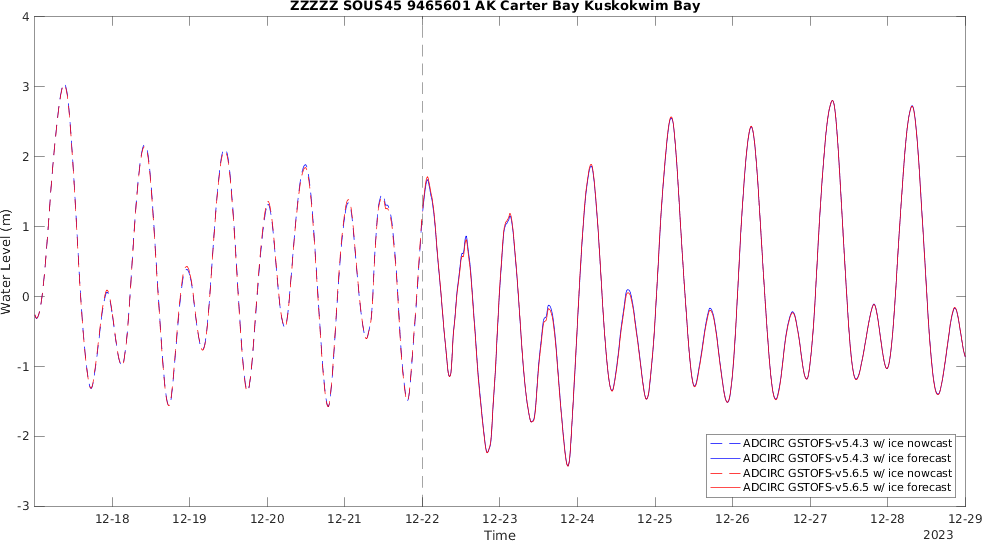 ZZZZZ SOUS45 9465601 AK Carter Bay Kuskokwim Bay
4
3
2
1
0
-1
-2
-3
Water Level (m)
ADCIRC GSTOFS-v5.4.3 w/ ice nowcast
ADCIRC GSTOFS-v5.4.3 w/ ice forecast
ADCIRC GSTOFS-v5.6.5 w/ ice nowcast
ADCIRC GSTOFS-v5.6.5 w/ ice forecast
12-18 12-19 12-20 12-21 12-22 12-23 12-24 12-25 12-26 12-27 12-28 12-29
Time 2023